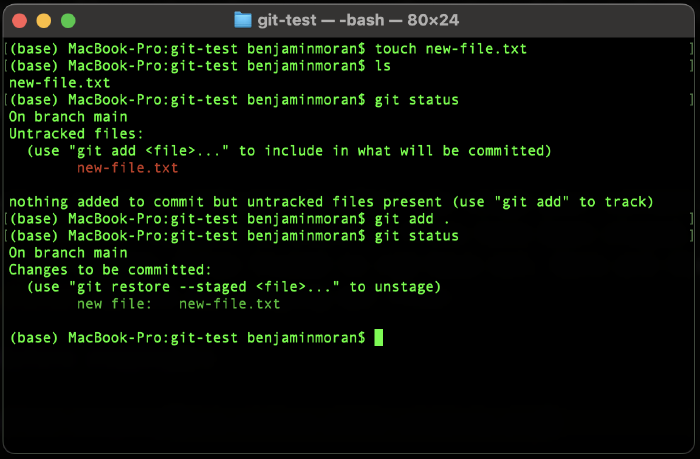 git-test — -bash — 80×24
(base) MacBook-Pro:git-test benjaminmoran$ touch new-file.txt
(base) MacBook-Pro:git-test benjaminmoran$ ls
new-file.txt
(base) MacBook-Pro:git-test benjaminmoran$ git status
On branch main
Untracked files:
  (use "git add <file>..." to include in what will be committed)
        new-file.txt

nothing added to commit but untracked files present (use "git add" to track)
(base) MacBook-Pro:git-test benjaminmoran$ git add .
(base) MacBook-Pro:git-test benjaminmoran$ git status
On branch main
Changes to be committed:
  (use "git restore --staged <file>..." to unstage)
        new file:   new-file.txt

(base) MacBook-Pro:git-test benjaminmoran$